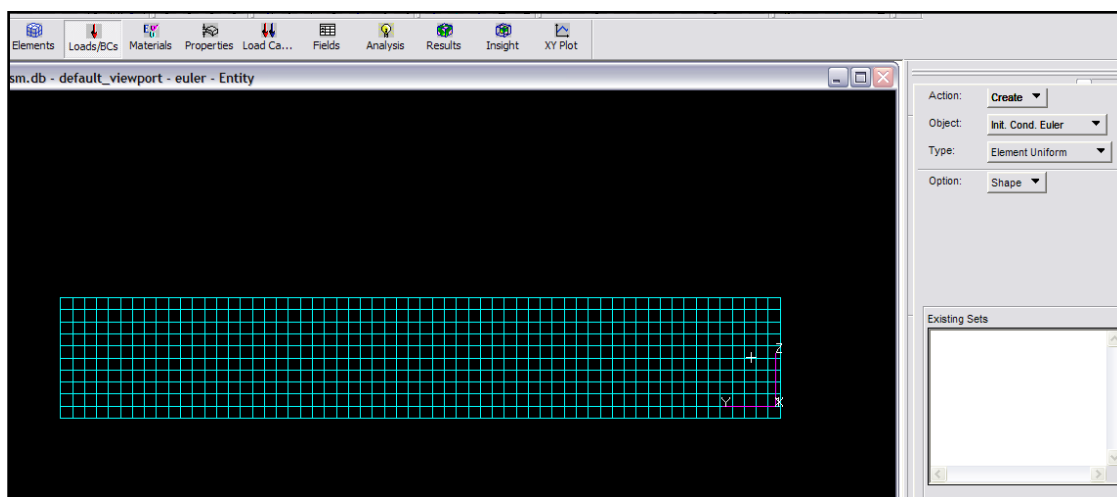 Elements Loads/BCs Materials Properties Load Ca... Fields Analysis Results Insight XY Plot
sm.db - default_viewport - euler - Entity
Action: Create
Object: Init. Cond. Euler
Type: Element Uniform
Option: Shape
Existing Sets
Z
Y X